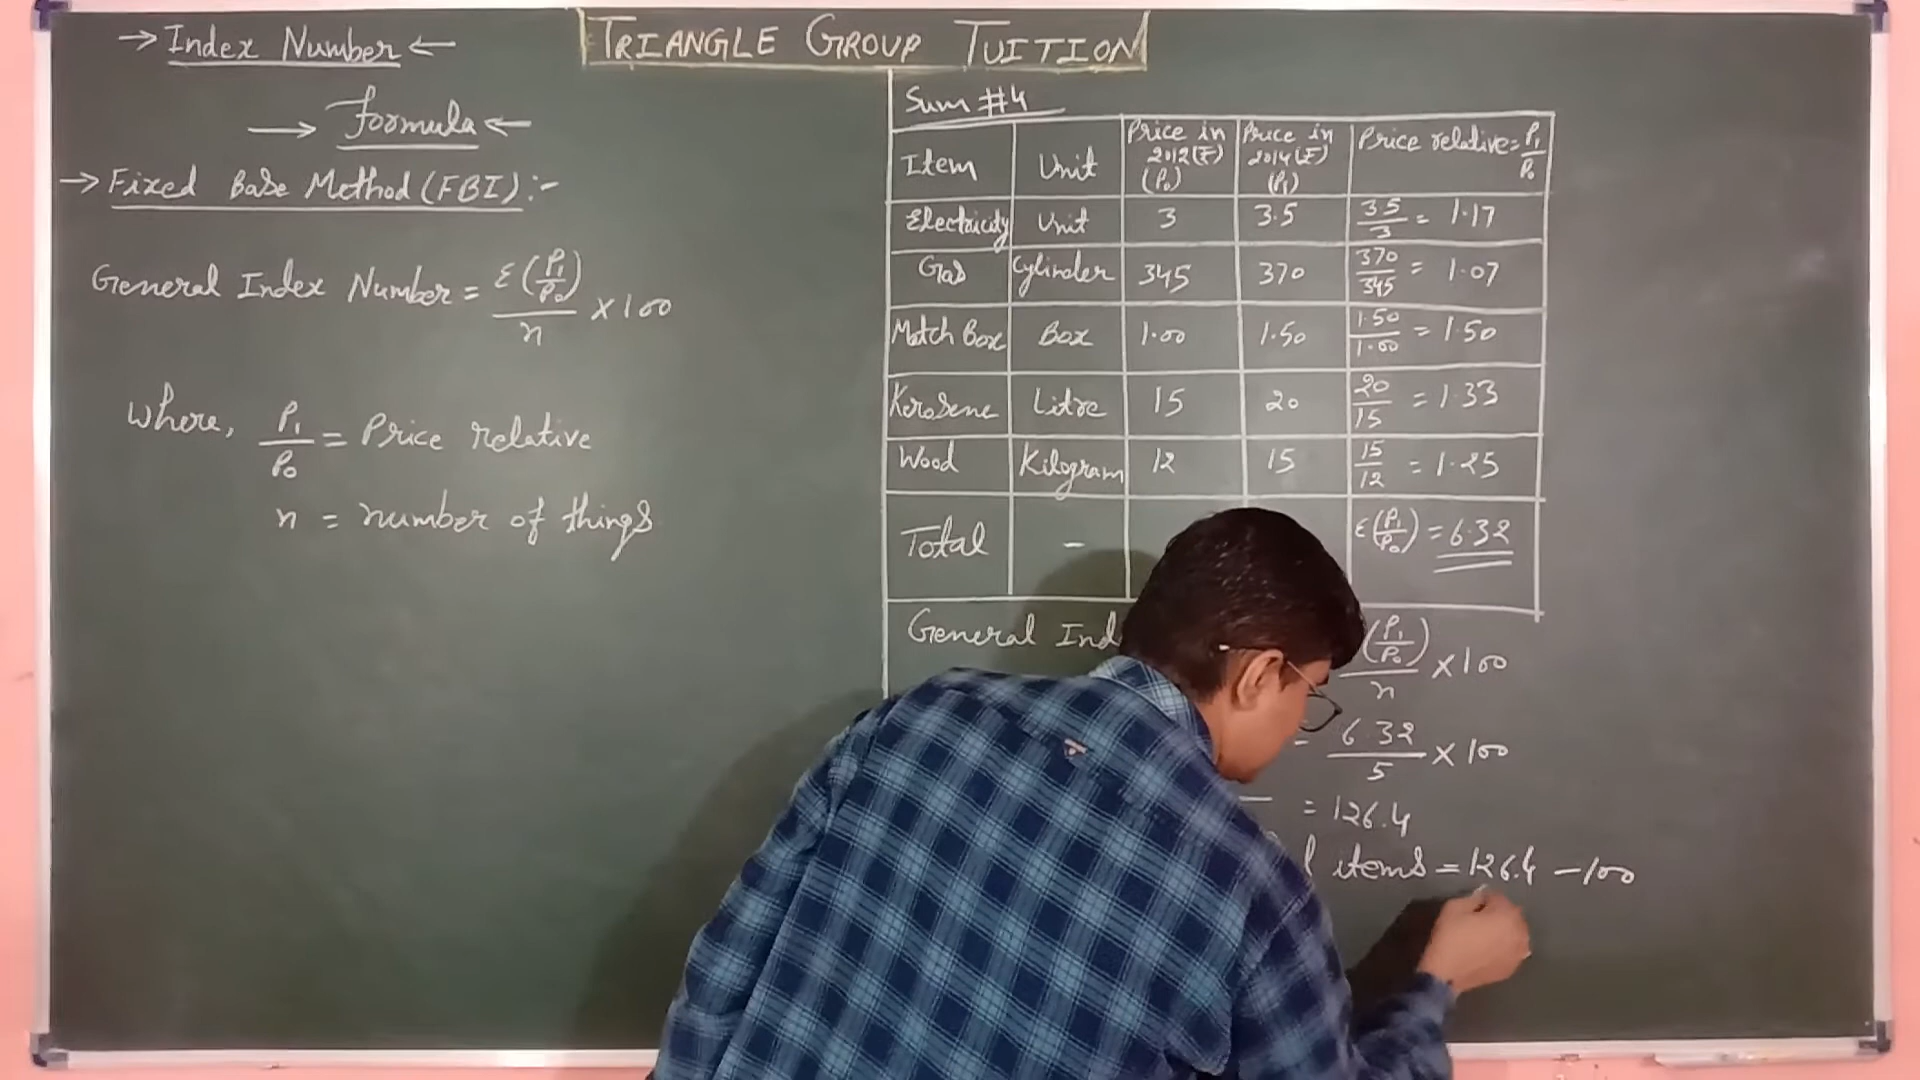 → Index Number ←
TRIANGLE GROUP TUITION
→ Formula ←
→ Fixed Base Method (FBI) :-
General Index Number = Σ(P₁/P₀) / n × 100
where, P₁/P₀ = Price relative
n = number of things
Sum #4
Item Unit Price in 2012(₹) (P₀) Price in 2014(₹) (P₁) Price relative = P₁/P₀
Electricity Unit 3 3.5 35/3 = 1.17
Gas Cylinder 345 370 370/345 = 1.07
Match Box Box 1.00 1.50 1.50/1.00 = 1.50
Kerosene Litre 15 20 20/15 = 1.33
Wood Kilogram 12 15 15/12 = 1.25
Total - Σ(P₁/P₀) = 6.32
General Ind (P₁/P₀) / n × 100
= 6.32/5 × 100
= 126.4
items = 126.4 - 100